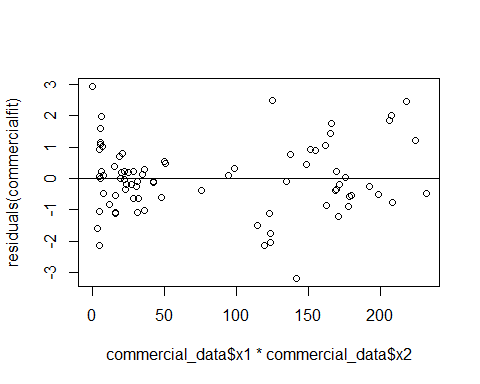 residuals(commercialfit)
3
2
1
0
-1
-2
-3
0 50 100 150 200
commercial_data$x1 * commercial_data$x2